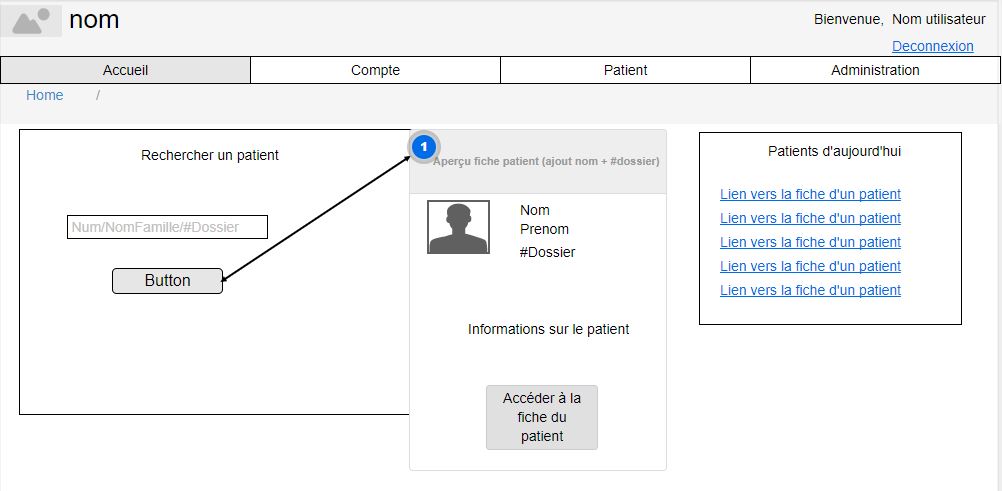 nom
Bienvenue, Nom utilisateur
Deconnexion
Accueil
Compte
Patient
Administration
Home /
Rechercher un patient
Num/NomFamille/#Dossier
Button
1
Aperçu fiche patient (ajout nom + #dossier)
Nom
Prenom
#Dossier
Informations sur le patient
Accéder à la
fiche du
patient
Patients d'aujourd'hui
Lien vers la fiche d'un patient
Lien vers la fiche d'un patient
Lien vers la fiche d'un patient
Lien vers la fiche d'un patient
Lien vers la fiche d'un patient